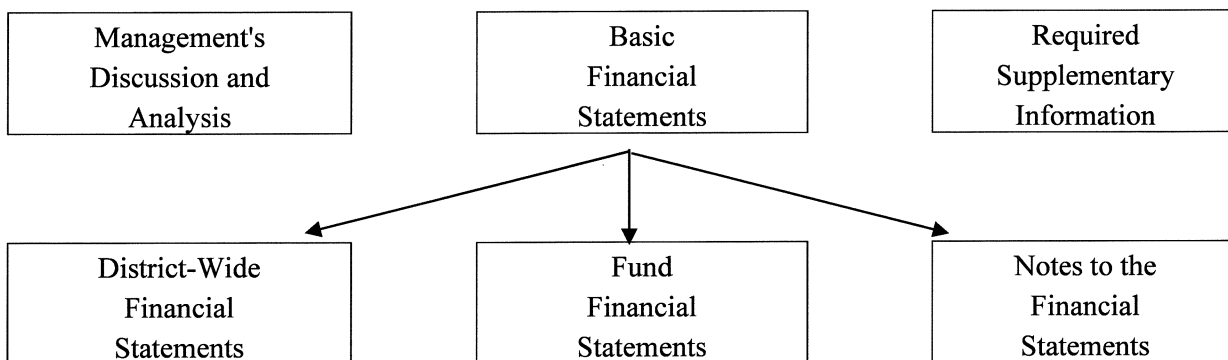 Management's
Discussion and
Analysis
Basic
Financial
Statements
Required
Supplementary
Information
District-Wide
Financial
Statements
Fund
Financial
Statements
Notes to the
Financial
Statements